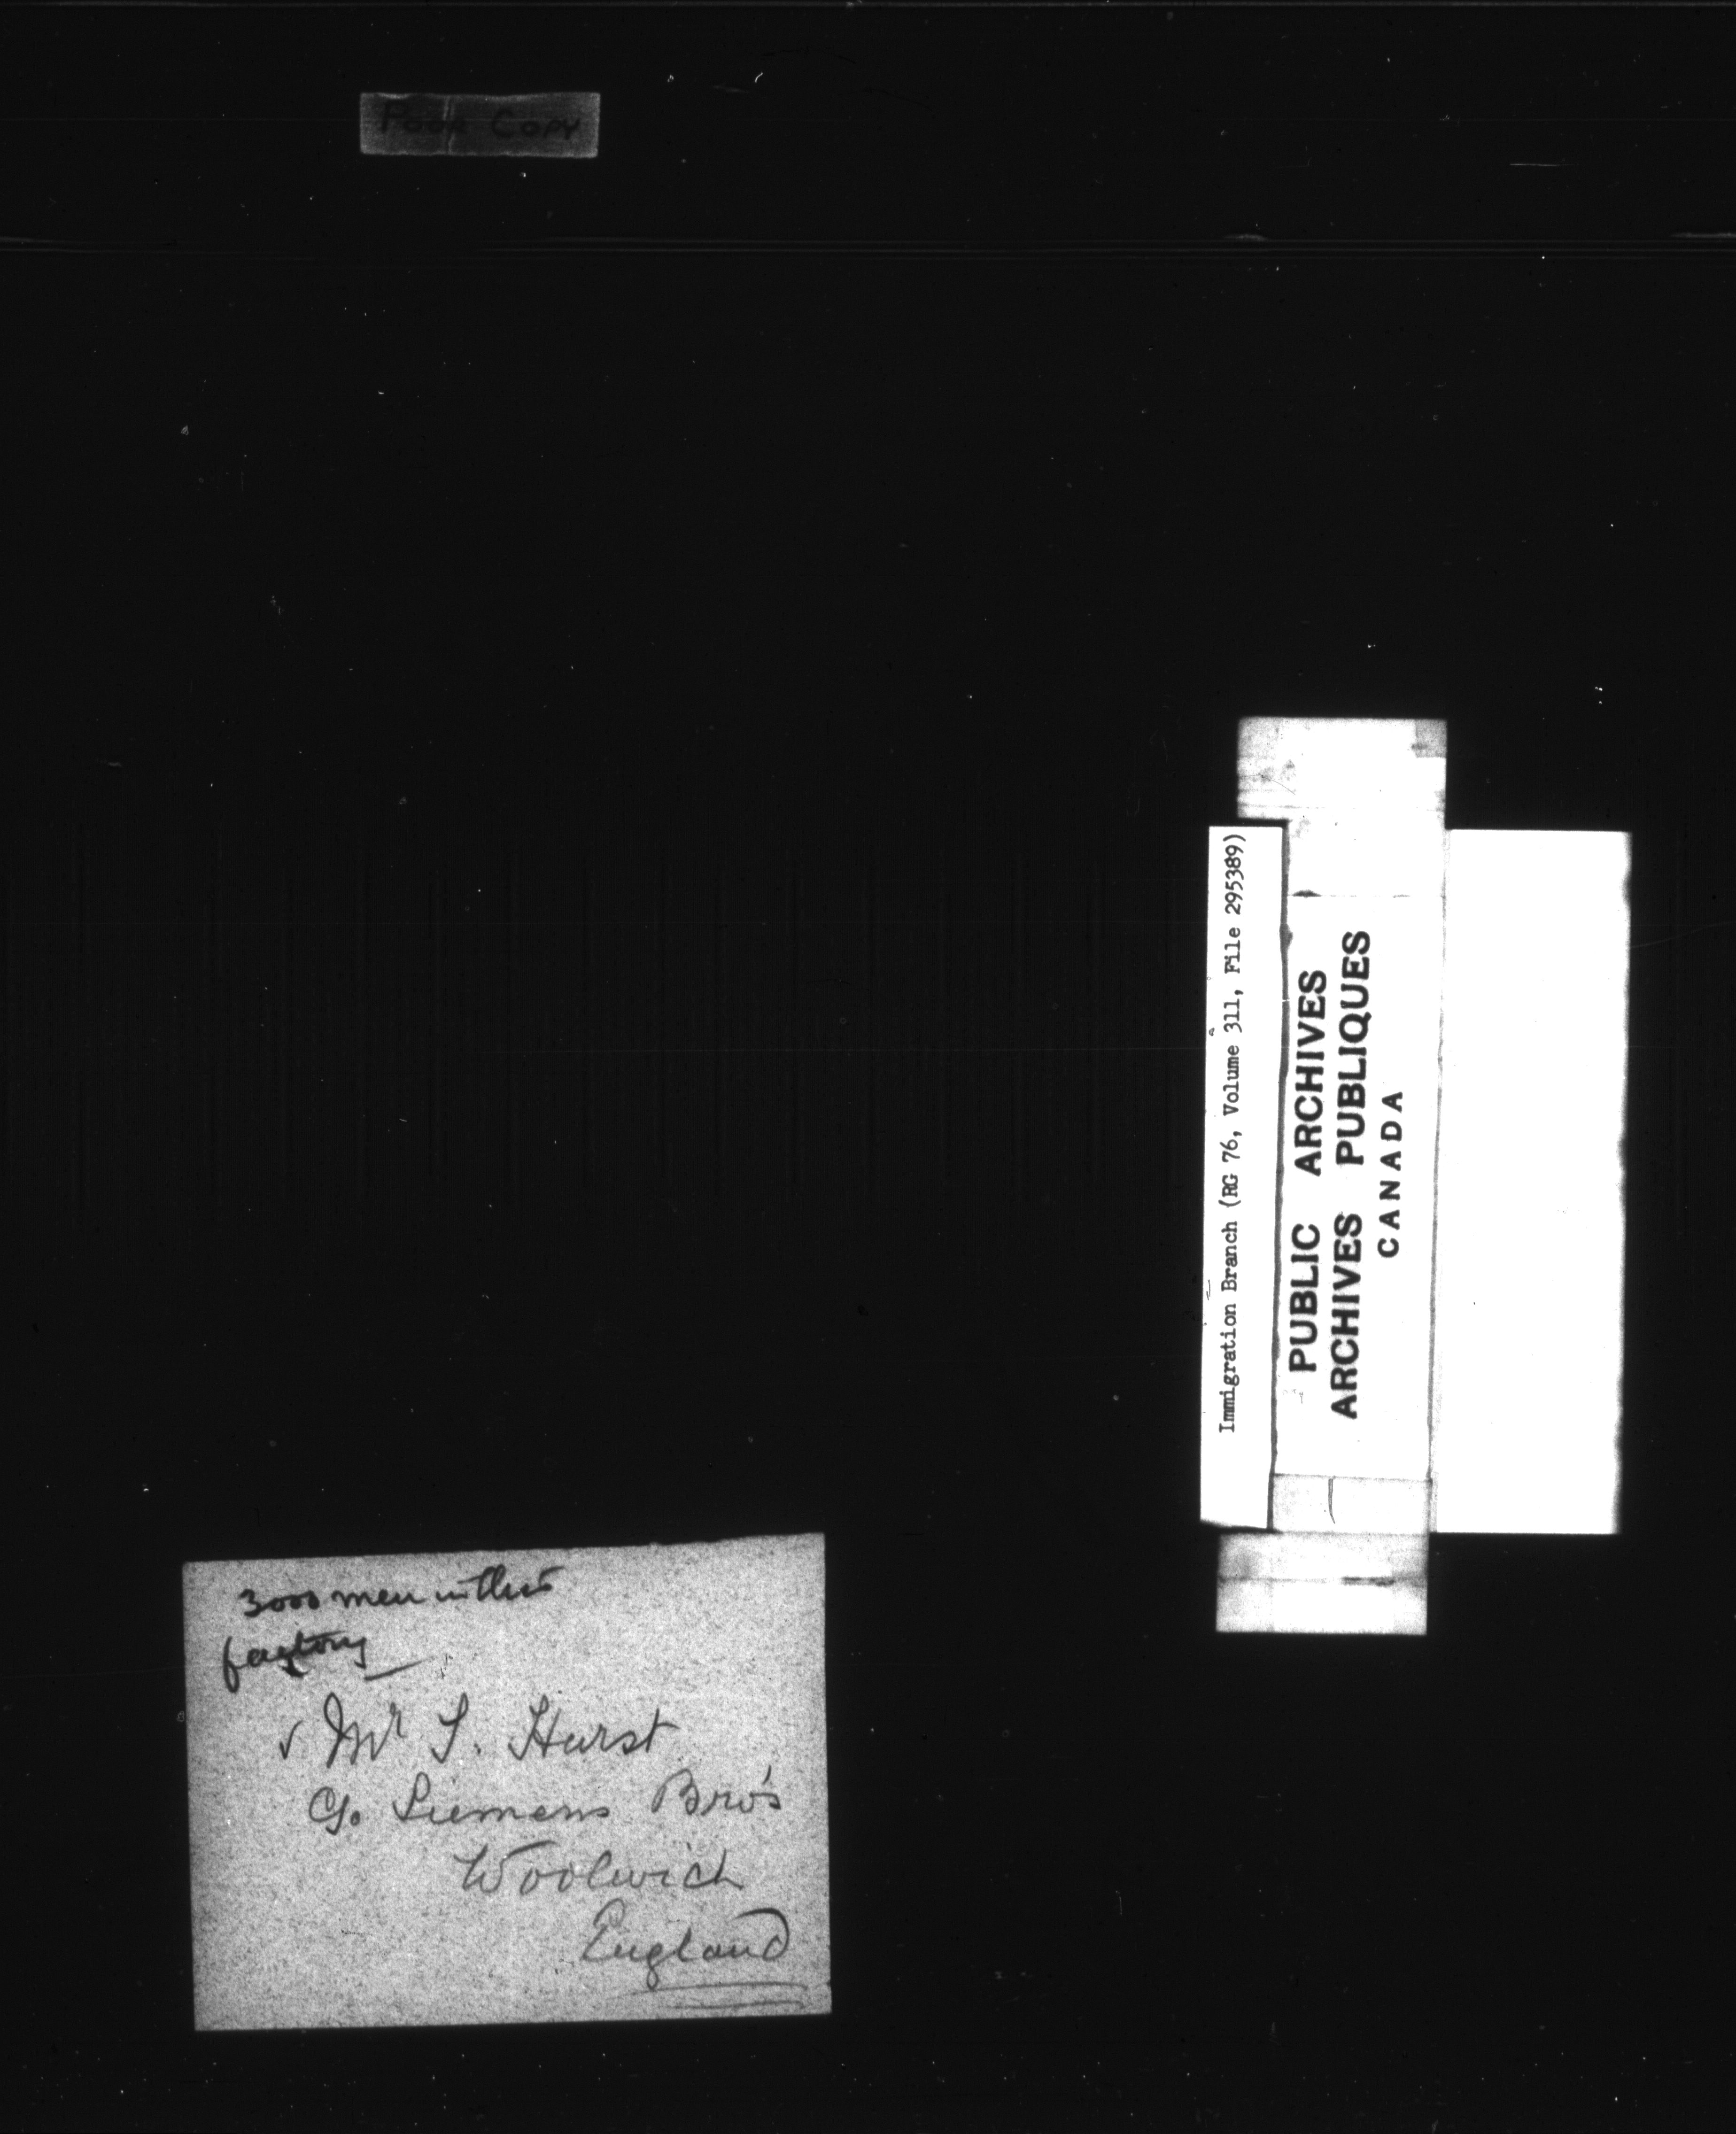 Poor Copy
Immigration Branch (RG 76, Volume 311, File 295389)
PUBLIC ARCHIVES
ARCHIVES PUBLIQUES
CANADA
3000 men in this
factory
✓ Mr S. Hurst
c/o Siemens Bro's
Woolwich
England